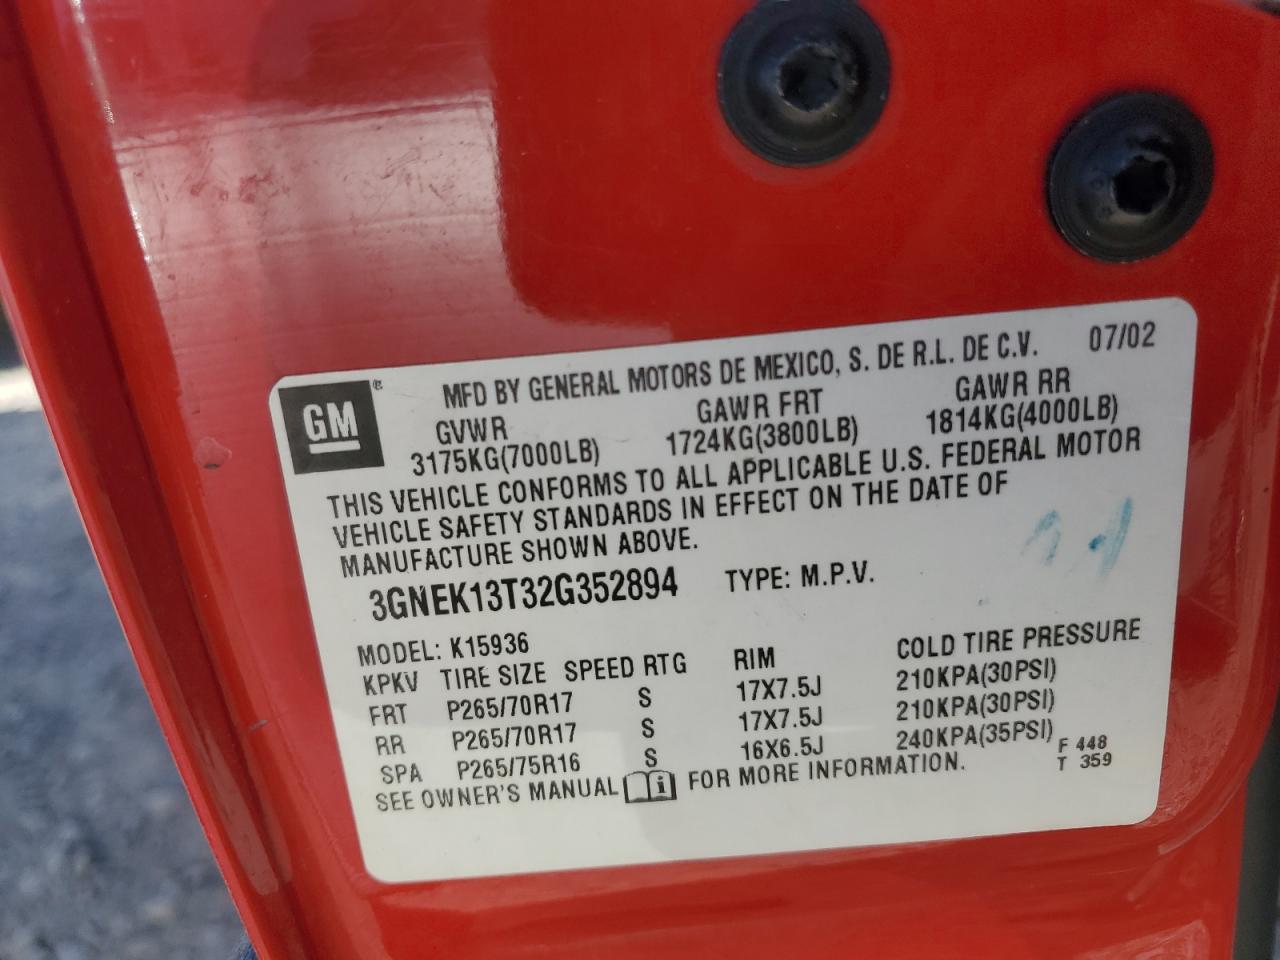 GM® MFD BY GENERAL MOTORS DE MEXICO, S. DE R.L. DE C.V. 07/02
GVWR GAWR FRT GAWR RR
3175KG(7000LB) 1724KG(3800LB) 1814KG(4000LB)
THIS VEHICLE CONFORMS TO ALL APPLICABLE U.S. FEDERAL MOTOR
VEHICLE SAFETY STANDARDS IN EFFECT ON THE DATE OF
MANUFACTURE SHOWN ABOVE.
3GNEK13T32G352894 TYPE: M.P.V.
MODEL: K15936
KPKV TIRE SIZE SPEED RTG RIM COLD TIRE PRESSURE
FRT P265/70R17 S 17X7.5J 210KPA(30PSI)
RR P265/70R17 S 17X7.5J 210KPA(30PSI)
SPA P265/75R16 S 16X6.5J 240KPA(35PSI) F 448
SEE OWNER'S MANUAL i FOR MORE INFORMATION. T 359